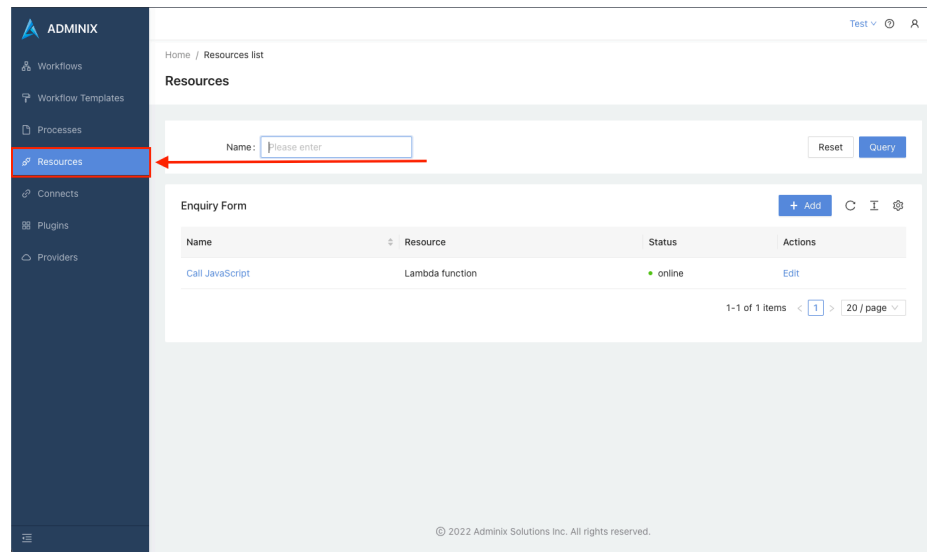 ADMINIX
Test
Workflows
Workflow Templates
Processes
Resources
Connects
Plugins
Providers
Home / Resources list
Resources
Name: Please enter
Reset Query
Enquiry Form
+ Add
Name Resource Status Actions
Call JavaScript Lambda function online Edit
1-1 of 1 items < 1 > 20 / page
© 2022 Adminix Solutions Inc. All rights reserved.